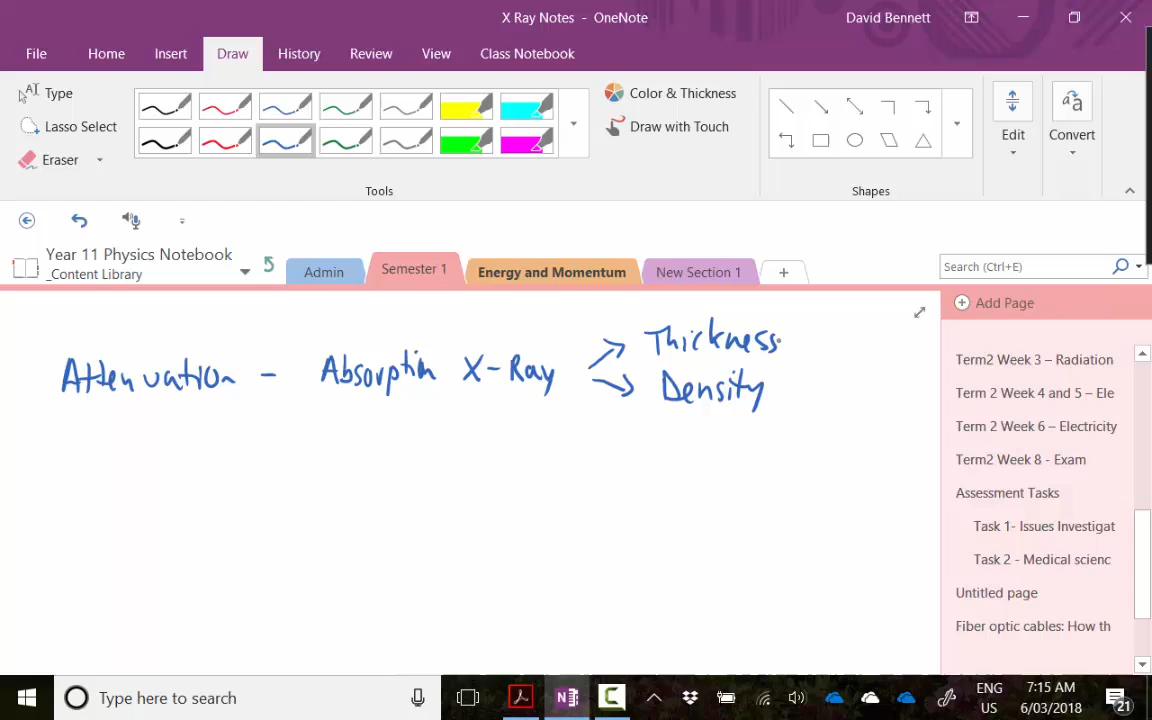 X Ray Notes - OneNote
David Bennett
File Home Insert Draw History Review View Class Notebook
Type
Lasso Select
Eraser
Color & Thickness
Draw with Touch
Edit
Convert
Tools
Shapes
Year 11 Physics Notebook
_Content Library
Admin
Semester 1
Energy and Momentum
New Section 1
+
Search (Ctrl+E)
Add Page
Attenuation - Absorption X-Ray
Thickness
Density
Term2 Week 3 – Radiation
Term 2 Week 4 and 5 – Ele
Term 2 Week 6 – Electricity
Term2 Week 8 - Exam
Assessment Tasks
Task 1- Issues Investigat
Task 2 - Medical scienc
Untitled page
Fiber optic cables: How th
Type here to search
ENG
US
7:15 AM
6/03/2018
21